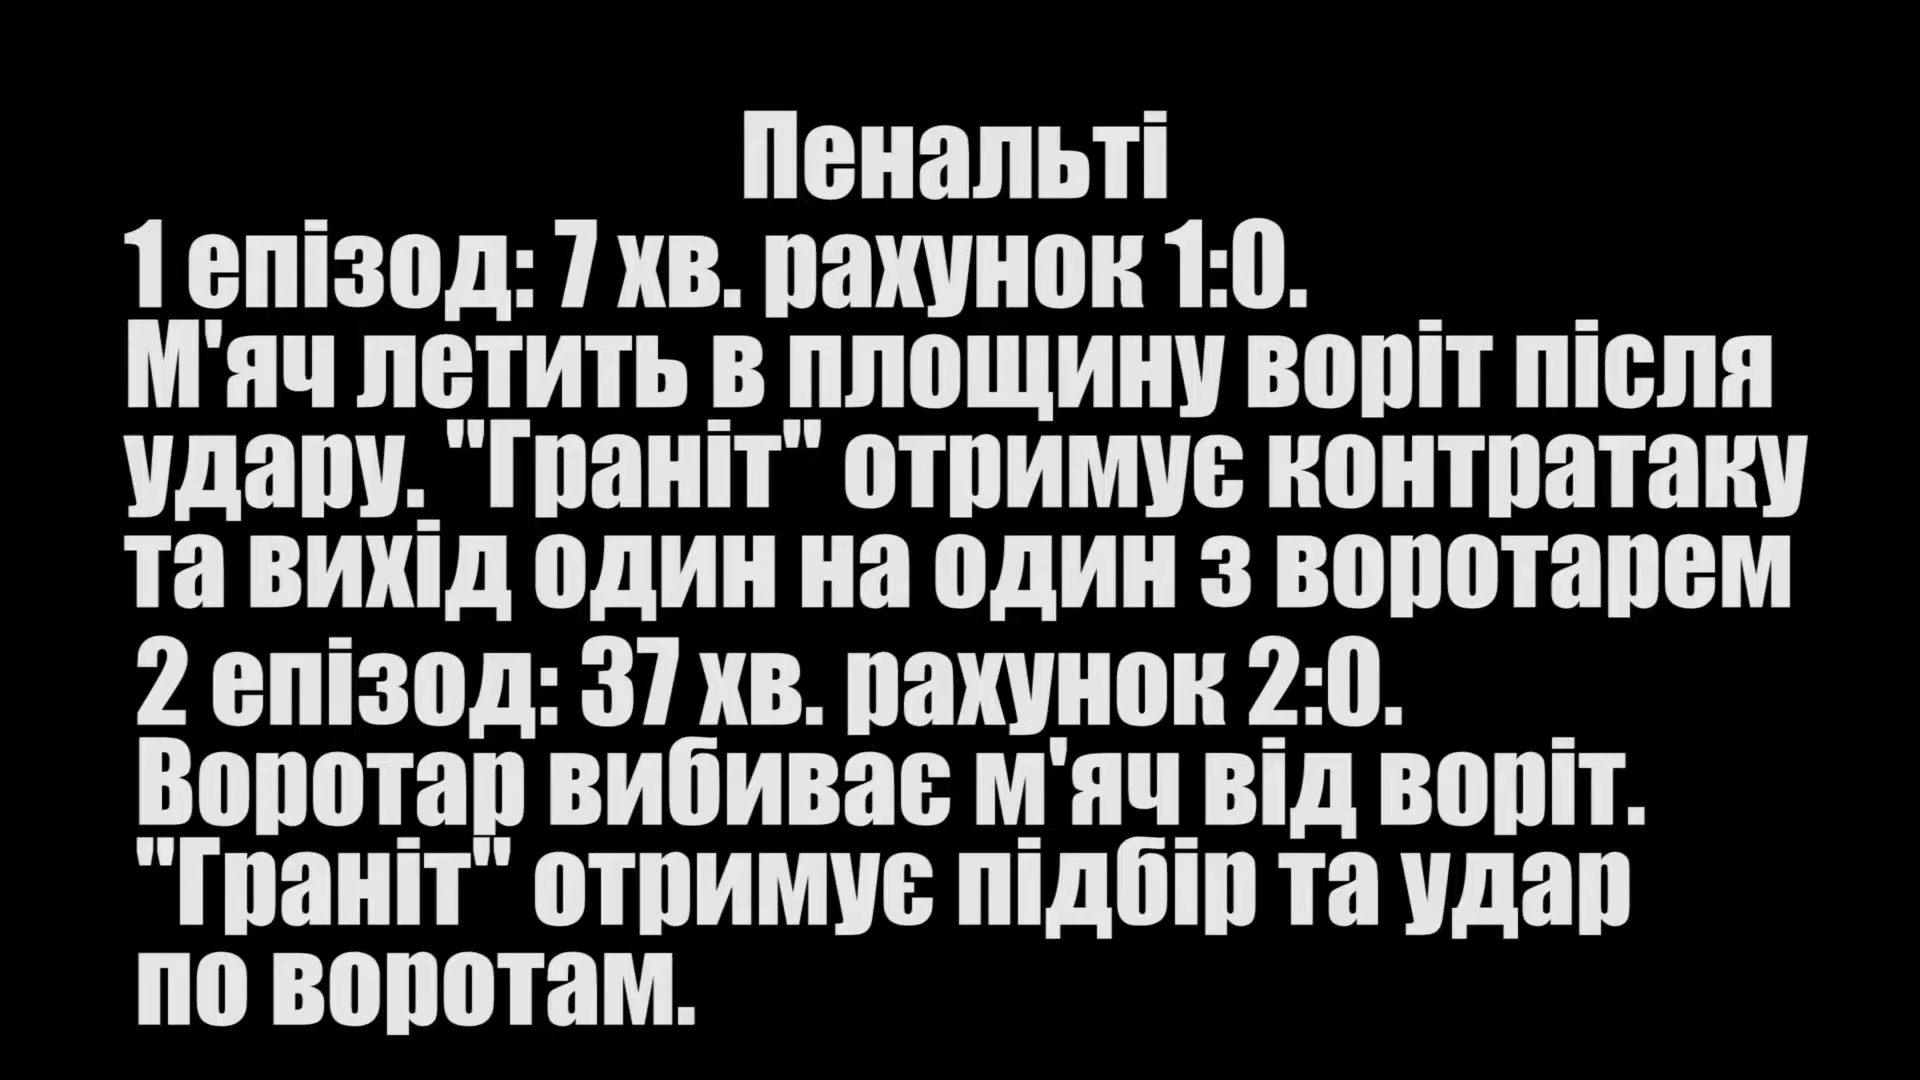 Пенальті
1 епізод: 7 хв. рахунок 1:0.
М'яч летить в площину воріт після
удару. "Граніт" отримує контратаку
та вихід один на один з воротарем
2 епізод: 37 хв. рахунок 2:0.
Воротар вибиває м'яч від воріт.
"Граніт" отримує підбір та удар
по воротам.